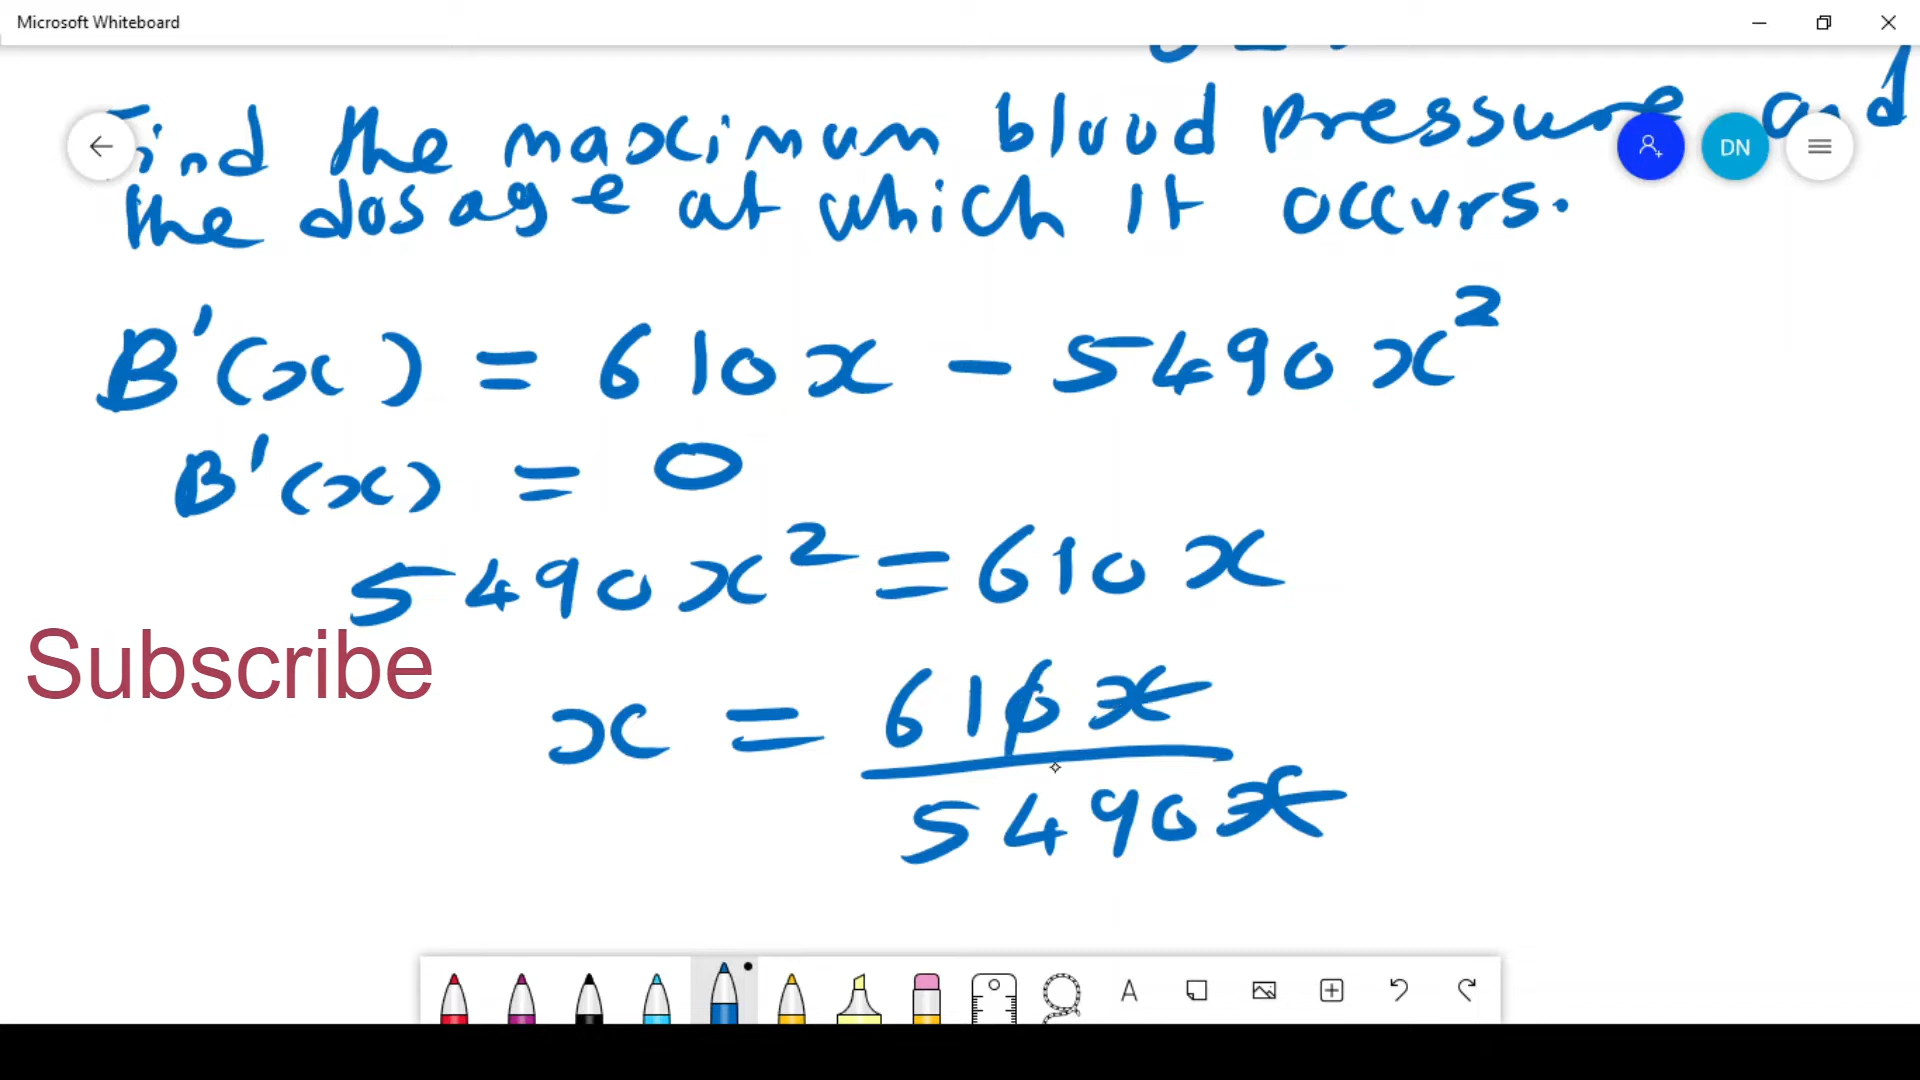 Microsoft Whiteboard
Find the maximum blood pressure and
the dosage at which it occurs.
DN
B'(x) = 610x - 5490x²
B'(x) = 0
5490x² = 610x
Subscribe
x = 610x
5490x
A